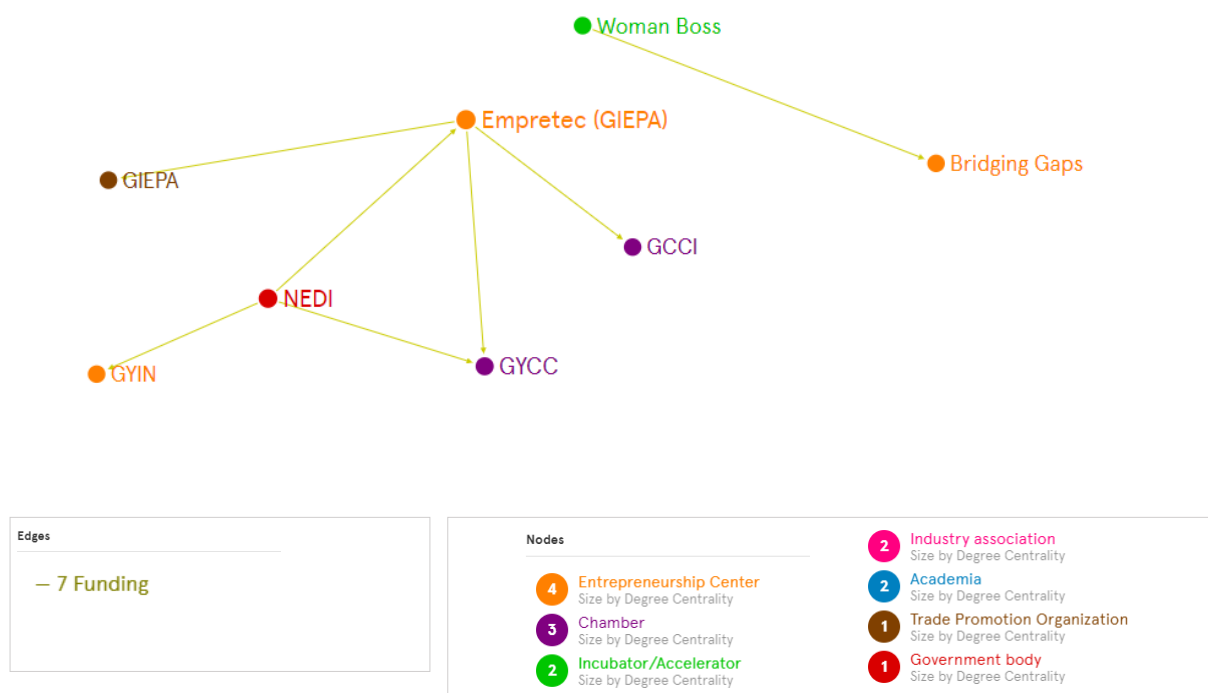 Woman Boss
Empretec (GIEPA)
Bridging Gaps
GIEPA
GCCI
NEDI
GYCC
GYIN
Edges
– 7 Funding
Nodes
4 Entrepreneurship Center
Size by Degree Centrality
3 Chamber
Size by Degree Centrality
2 Incubator/Accelerator
Size by Degree Centrality
2 Industry association
Size by Degree Centrality
2 Academia
Size by Degree Centrality
1 Trade Promotion Organization
Size by Degree Centrality
1 Government body
Size by Degree Centrality